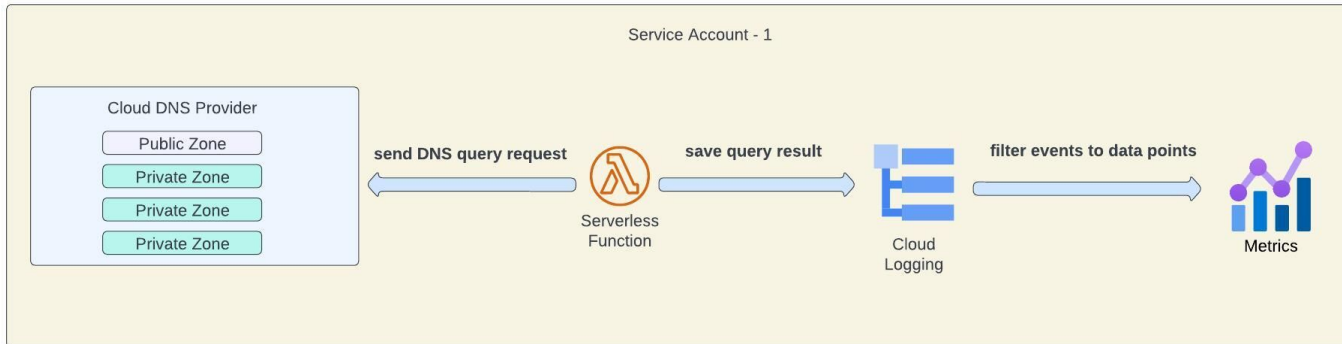 Service Account - 1
Cloud DNS Provider
Public Zone
Private Zone
Private Zone
Private Zone
send DNS query request
Serverless
Function
save query result
Cloud
Logging
filter events to data points
Metrics